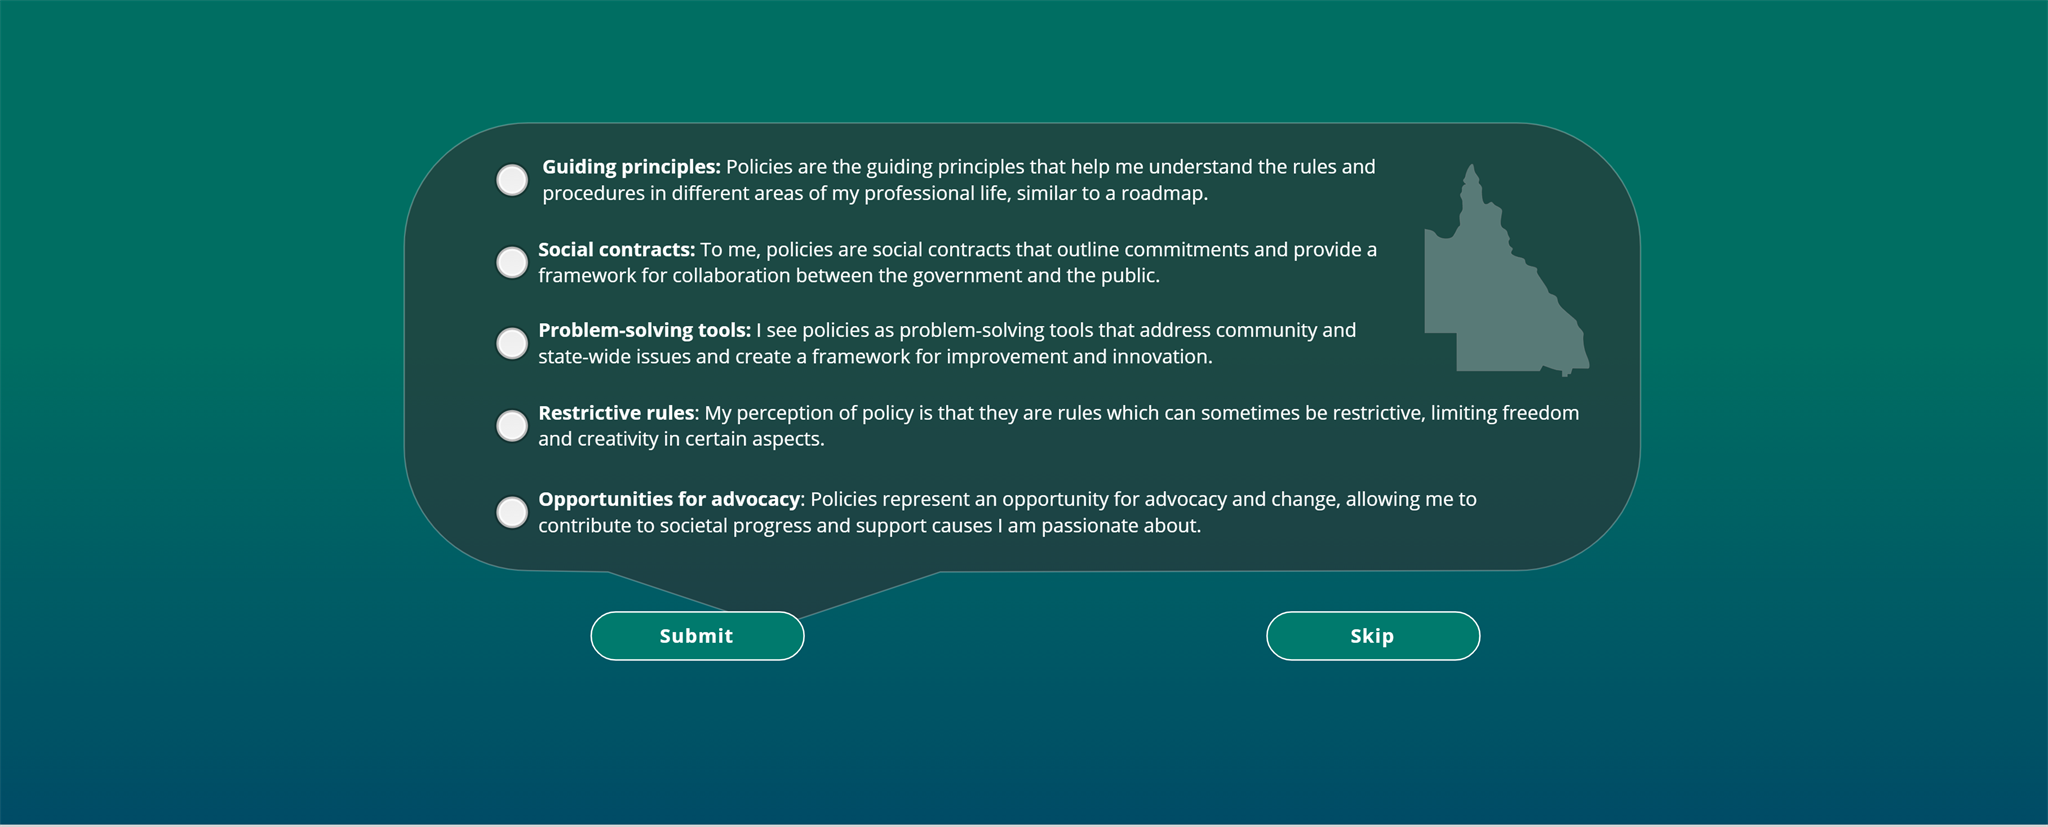 Guiding principles: Policies are the guiding principles that help me understand the rules and
procedures in different areas of my professional life, similar to a roadmap.
Social contracts: To me, policies are social contracts that outline commitments and provide a
framework for collaboration between the government and the public.
Problem-solving tools: I see policies as problem-solving tools that address community and
state-wide issues and create a framework for improvement and innovation.
Restrictive rules: My perception of policy is that they are rules which can sometimes be restrictive, limiting freedom
and creativity in certain aspects.
Opportunities for advocacy: Policies represent an opportunity for advocacy and change, allowing me to
contribute to societal progress and support causes I am passionate about.
Submit
Skip